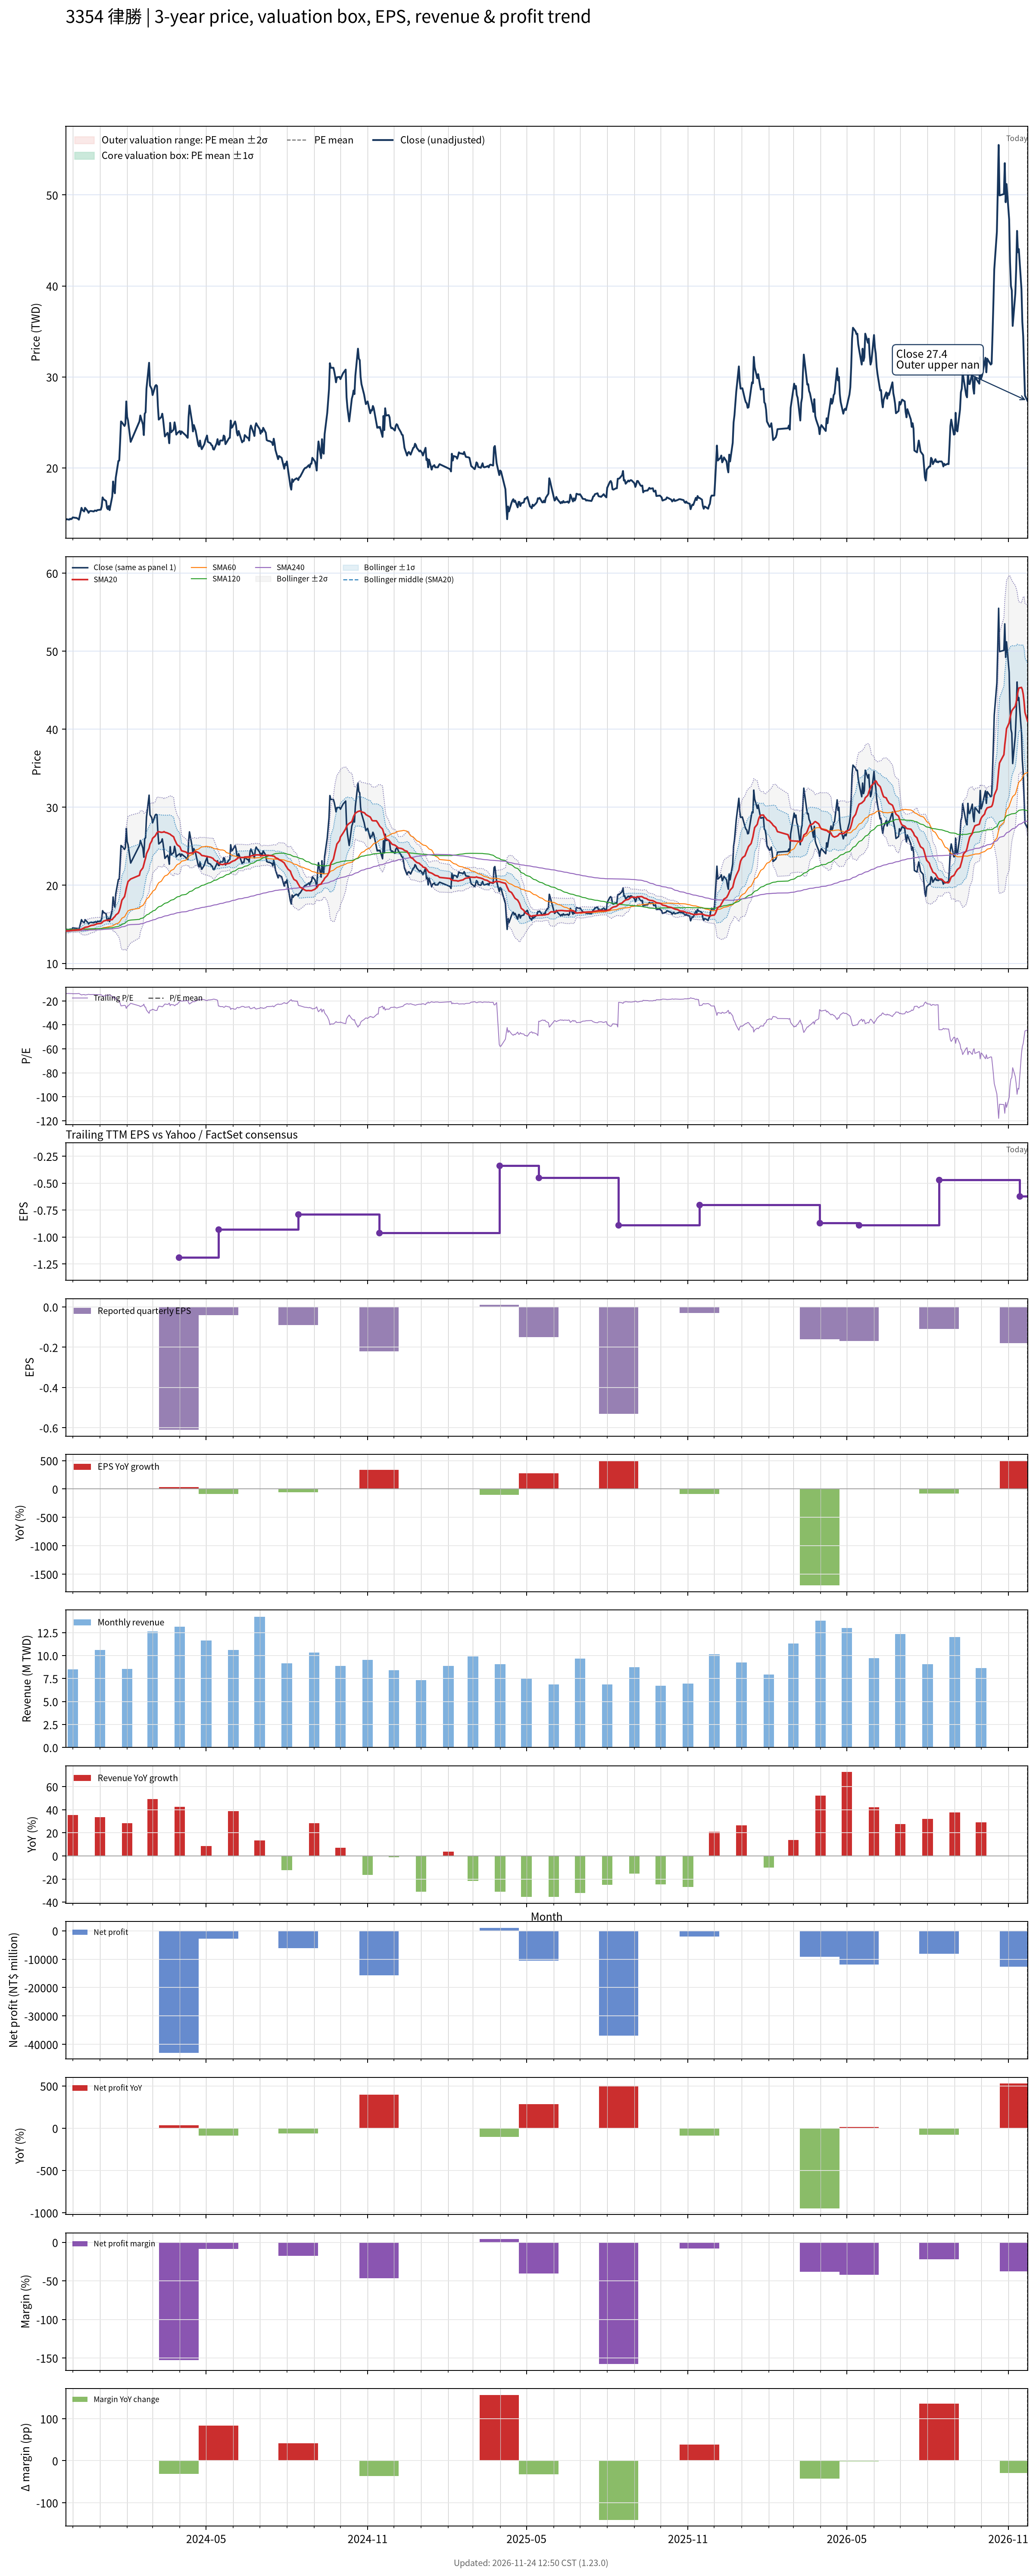 3354 律勝 | 3-year price, valuation box, EPS, revenue & profit trend
Outer valuation range: PE mean ±2σ
Core valuation box: PE mean ±1σ
PE mean
Close (unadjusted)
Today
Price (TWD)
50
40
30
20
Close 27.4
Outer upper nan
Close (same as panel 1)
SMA20
SMA60
SMA120
SMA240
Bollinger ±2σ
Bollinger ±1σ
Bollinger middle (SMA20)
Price
60
50
40
30
20
10
Trailing P/E
P/E mean
P/E
-20
-40
-60
-80
-100
-120
Trailing TTM EPS vs Yahoo / FactSet consensus
Today
EPS
-0.25
-0.50
-0.75
-1.00
-1.25
Reported quarterly EPS
EPS
0.0
-0.2
-0.4
-0.6
EPS YoY growth
YoY (%)
500
0
-500
-1000
-1500
Monthly revenue
Revenue (M TWD)
12.5
10.0
7.5
5.0
2.5
0.0
Revenue YoY growth
YoY (%)
60
40
20
0
-20
-40
Month
Net profit
Net profit (NT$ million)
0
-10000
-20000
-30000
-40000
Net profit YoY
YoY (%)
500
0
-500
-1000
Net profit margin
Margin (%)
0
-50
-100
-150
Margin YoY change
Δ margin (pp)
100
0
-100
2024-05
2024-11
2025-05
2025-11
2026-05
2026-11
Updated: 2026-11-24 12:50 CST (1.23.0)